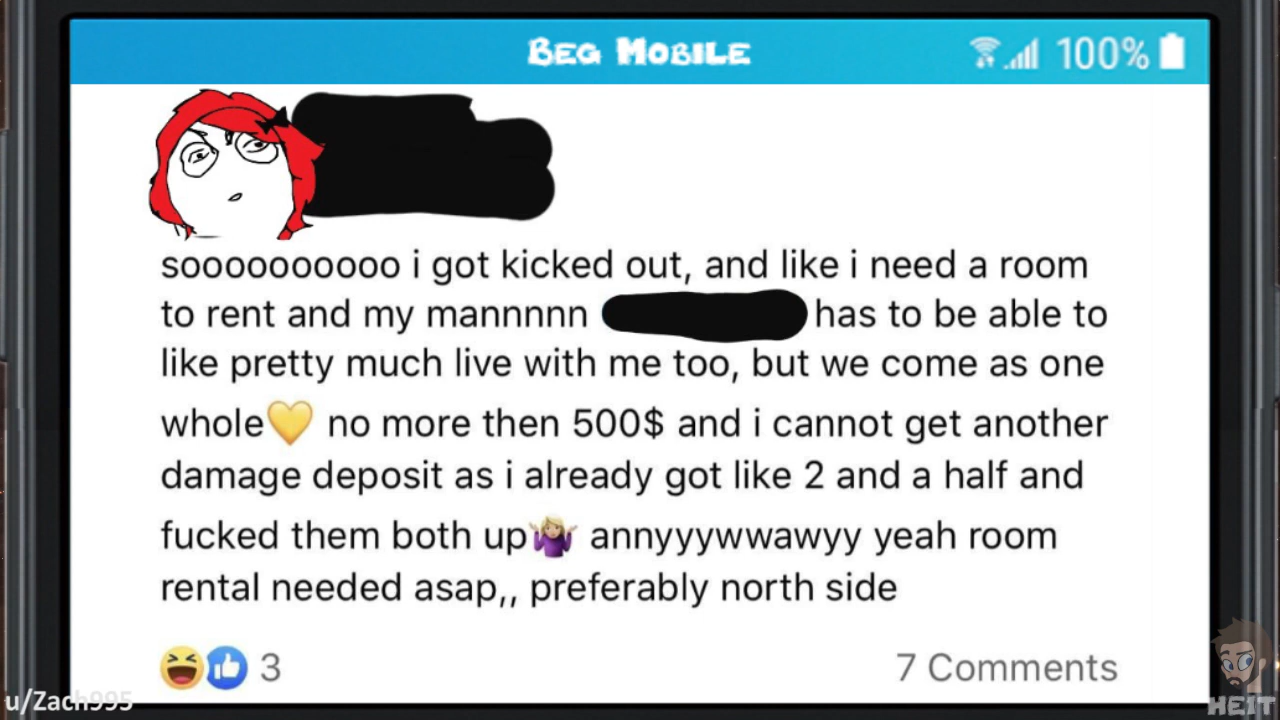 BEG MOBILE
100%
soooooooooo i got kicked out, and like i need a room
to rent and my mannnnn has to be able to
like pretty much live with me too, but we come as one
whole💛 no more then 500$ and i cannot get another
damage deposit as i already got like 2 and a half and
fucked them both up🤷🏼‍♀️ annyyywwawyy yeah room
rental needed asap,, preferably north side
3
7 Comments
u/Zach995
HEIT